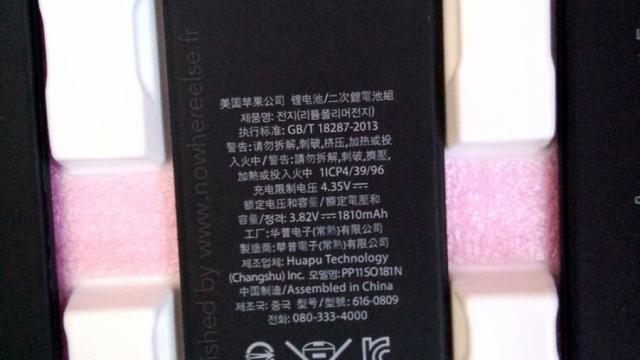 美国苹果公司 锂电池/二次鋰電池組
제품명: 전지(리튬폴리머전지)
执行标准: GB/T 18287-2013
警告:请勿拆解,刺破,挤压,加热或投
入火中/警告:請勿拆解,刺破,擠壓,
加熱或投入火中 1ICP4/39/96
充电限制电压 4.35V⎓
额定电压和容量/額定電壓和
容量/정격: 3.82V⎓1810mAh
工厂:华普电子(常熟)有限公司
製造商:華普電子(常熟)有限公司
제조업체: Huapu Technology
(Changshu) Inc. 모델명:PP11SO181N
中国制造/Assembled in China
제조국: 중국 型号/型號: 616-0809
전화: 080-333-4000
ished by www.nowhereelse.fr